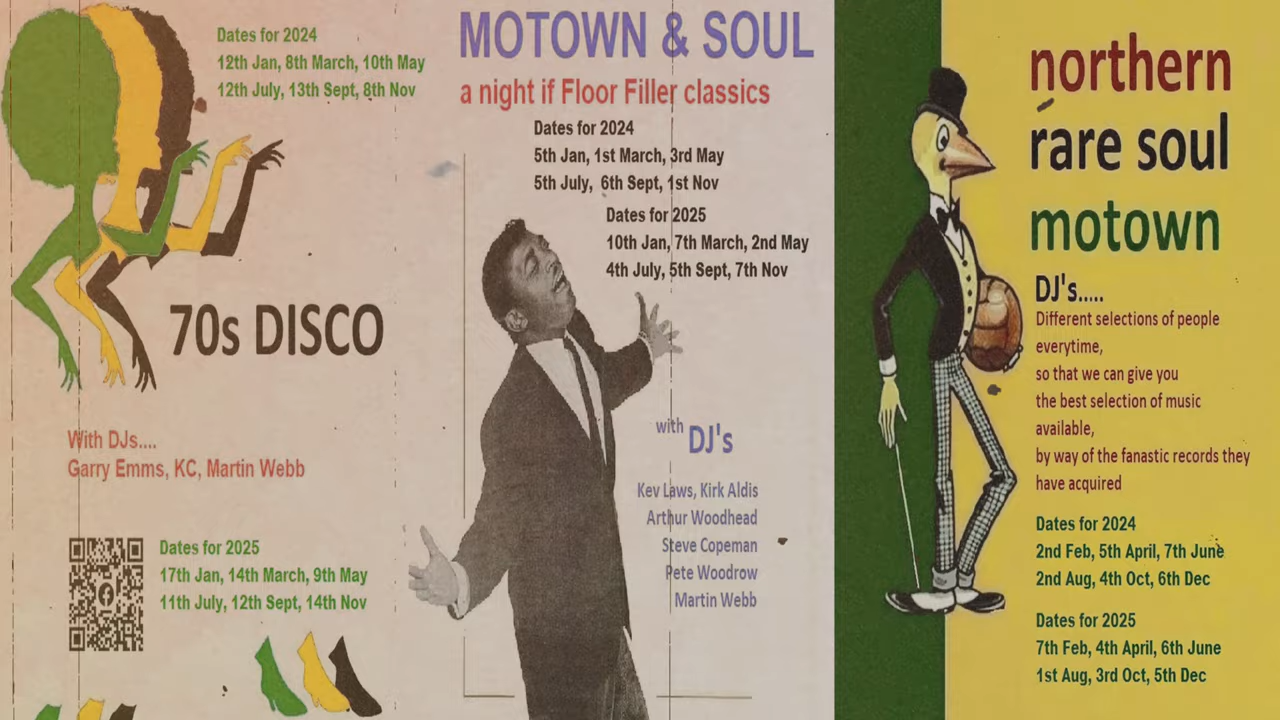 Dates for 2024
12th Jan, 8th March, 10th May
12th July, 13th Sept, 8th Nov
70s DISCO
With DJs....
Garry Emms, KC, Martin Webb
Dates for 2025
17th Jan, 14th March, 9th May
11th July, 12th Sept, 14th Nov
MOTOWN & SOUL
a night if Floor Filler classics
Dates for 2024
5th Jan, 1st March, 3rd May
5th July, 6th Sept, 1st Nov
Dates for 2025
10th Jan, 7th March, 2nd May
4th July, 5th Sept, 7th Nov
with DJ's
Kev Laws, Kirk Aldis
Arthur Woodhead
Steve Copeman
Pete Woodrow
Martin Webb
northern
rare soul
motown
DJ's.....
Different selections of people
everytime,
so that we can give you
the best selection of music
available,
by way of the fanastic records they
have acquired
Dates for 2024
2nd Feb, 5th April, 7th June
2nd Aug, 4th Oct, 6th Dec
Dates for 2025
7th Feb, 4th April, 6th June
1st Aug, 3rd Oct, 5th Dec